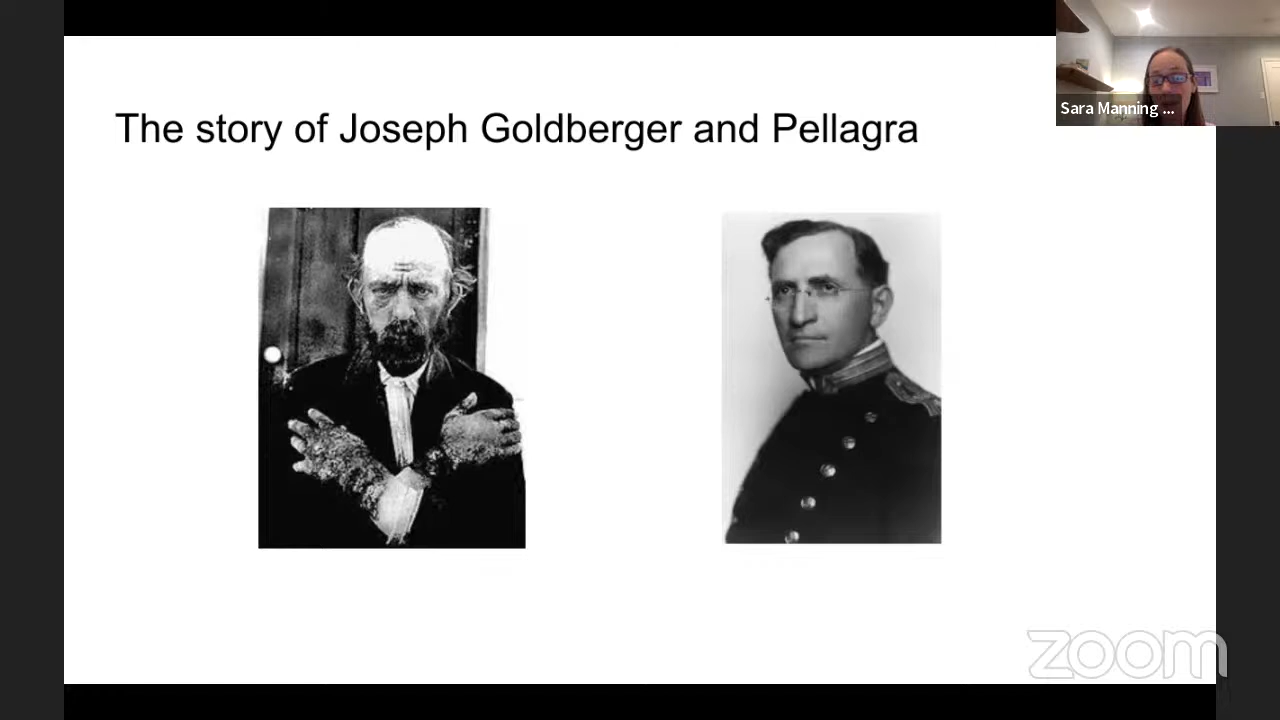 The story of Joseph Goldberger and Pellagra
Sara Manning ...
zoom